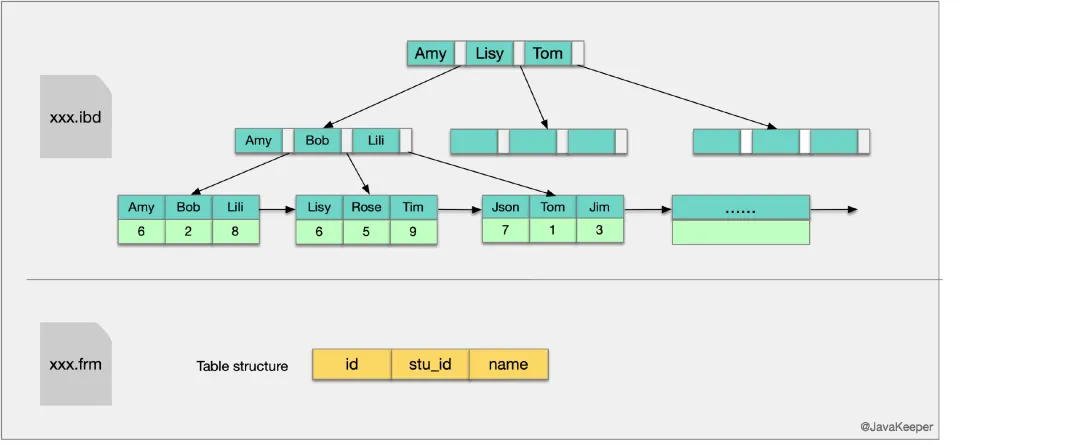 Amy Lisy Tom
xxx.ibd
Amy Bob Lili
Amy Bob Lili Lisy Rose Tim Json Tom Jim ......
6 2 8 6 5 9 7 1 3
xxx.frm
Table structure id stu_id name
@JavaKeeper